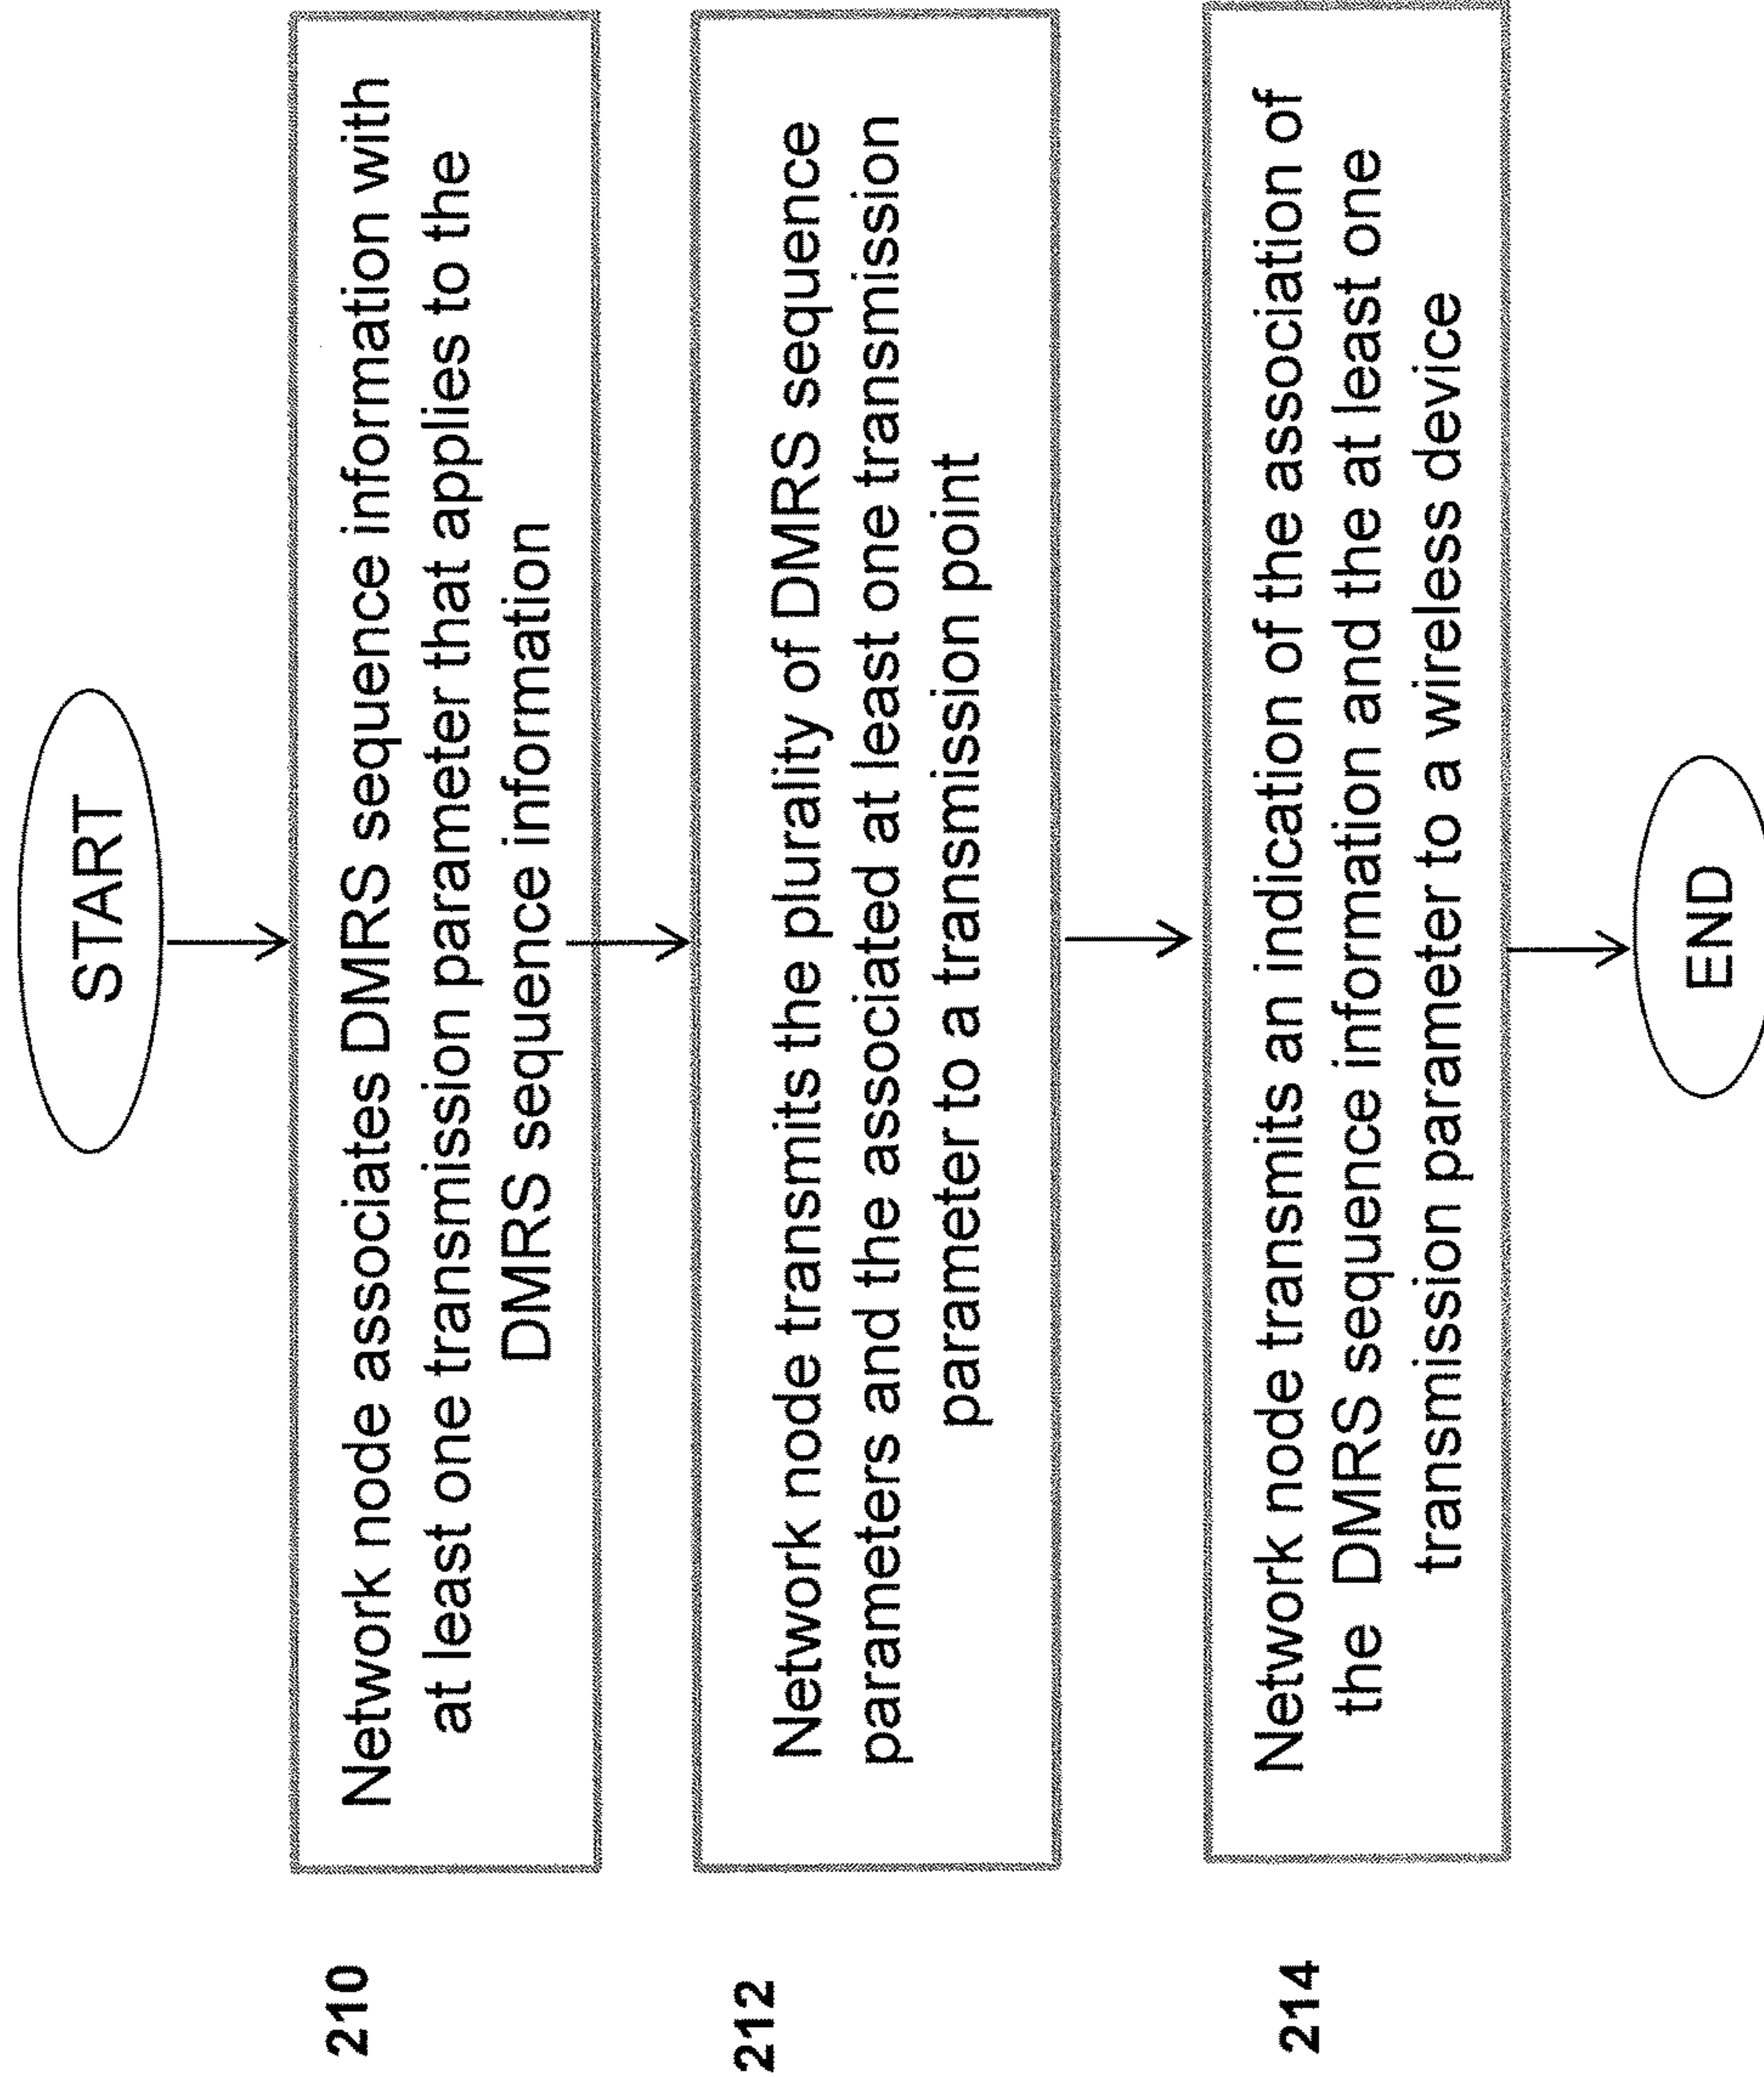 START
210
Network node associates DMRS sequence information with
at least one transmission parameter that applies to the
DMRS sequence information
212
Network node transmits the plurality of DMRS sequence
parameters and the associated at least one transmission
parameter to a transmission point
214
Network node transmits an indication of the association of
the DMRS sequence information and the at least one
transmission parameter to a wireless device
END